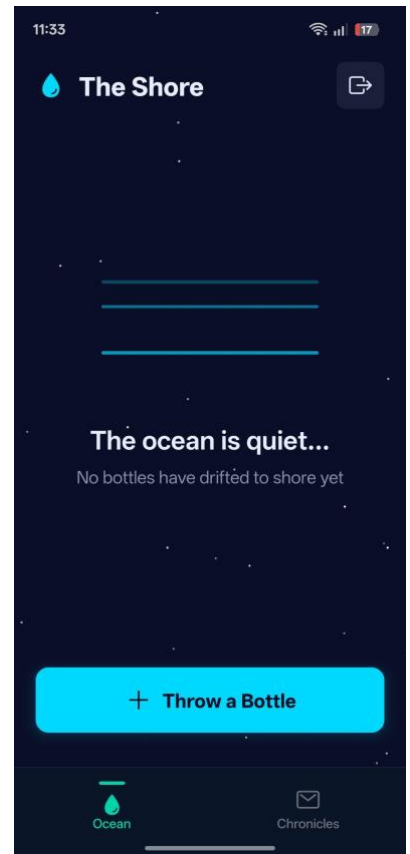 11:33
17
The Shore
The ocean is quiet...
No bottles have drifted to shore yet
+ Throw a Bottle
Ocean
Chronicles